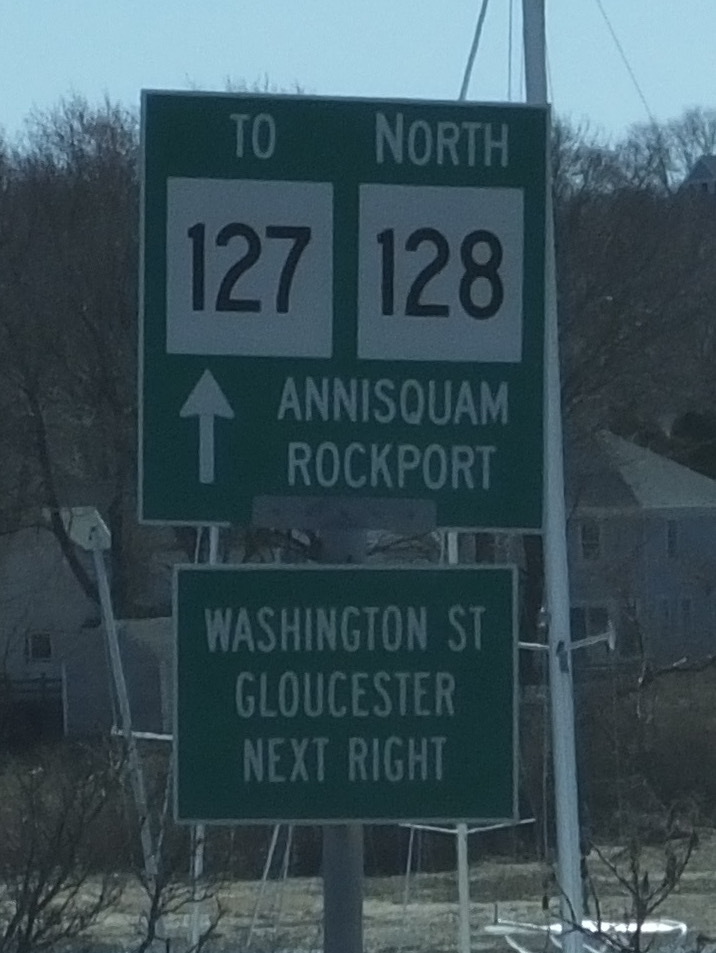 TO NORTH
127 128
ANNISQUAM
ROCKPORT
WASHINGTON ST
GLOUCESTER
NEXT RIGHT